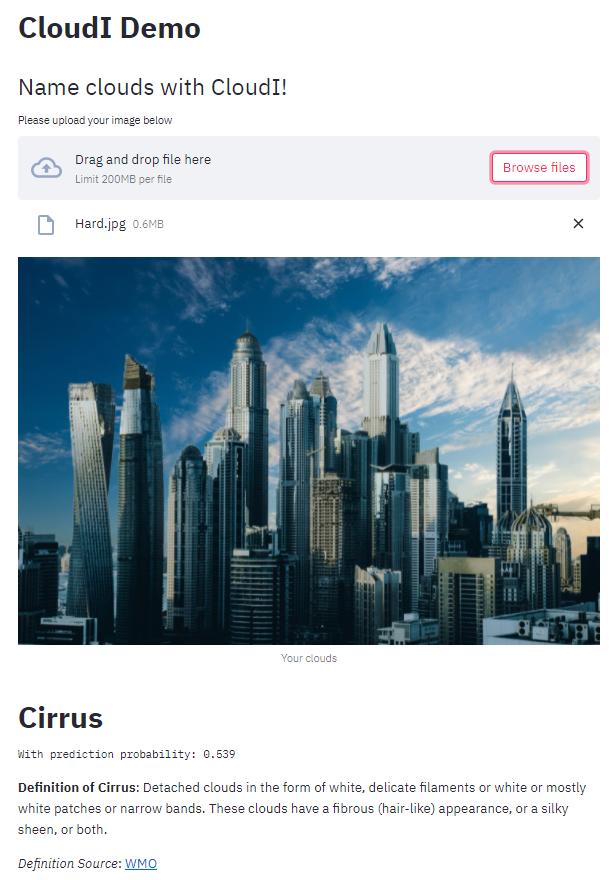 CloudI Demo
Name clouds with CloudI!
Please upload your image below
Drag and drop file here
Limit 200MB per file
Browse files
Hard.jpg 0.6MB
Your clouds
Cirrus
With prediction probability: 0.539
Definition of Cirrus: Detached clouds in the form of white, delicate filaments or white or mostly
white patches or narrow bands. These clouds have a fibrous (hair-like) appearance, or a silky
sheen, or both.
Definition Source: WMO